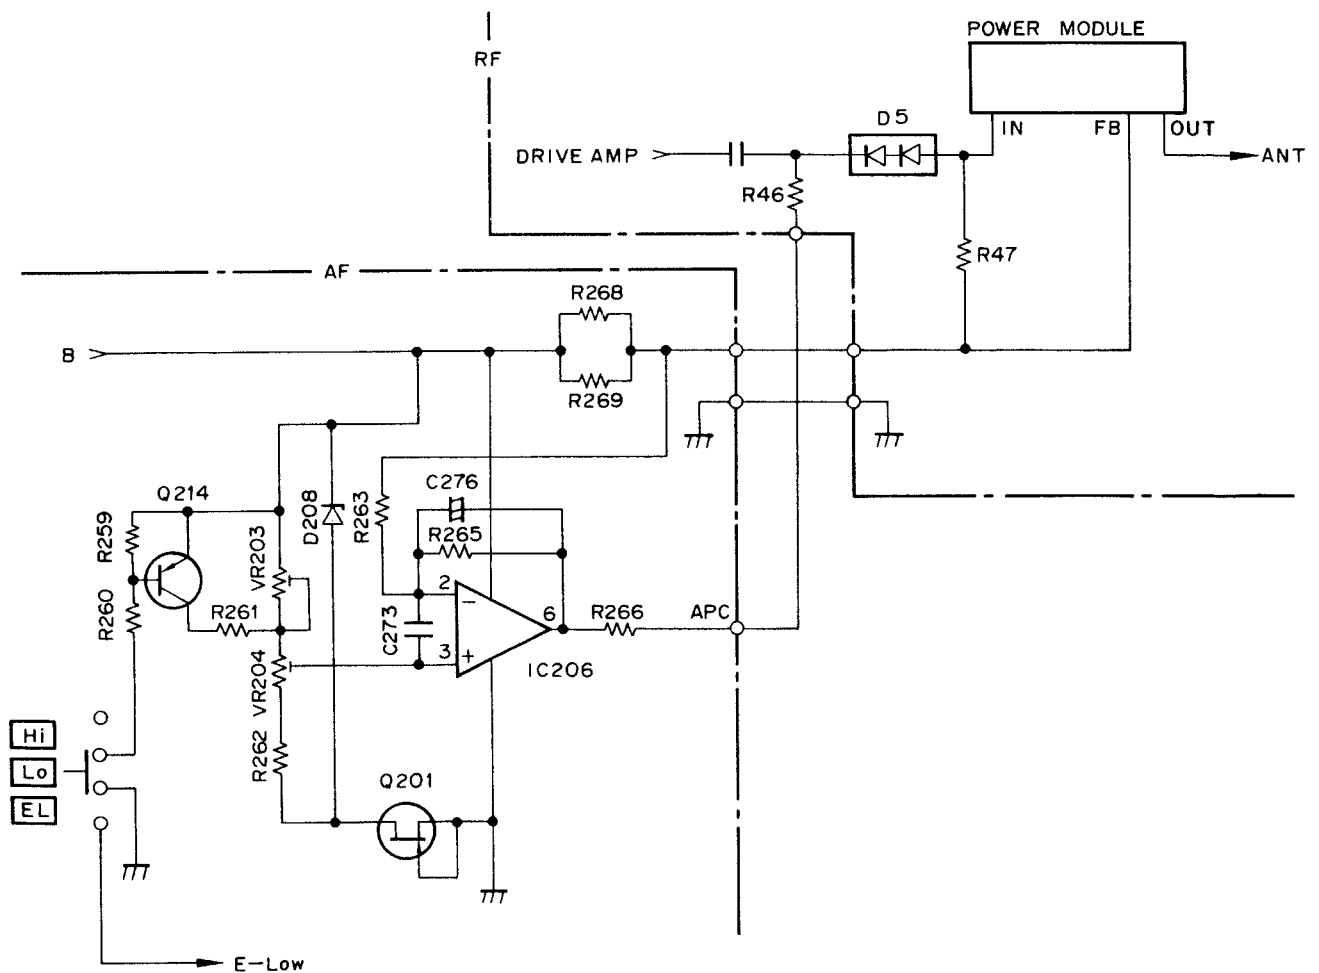 POWER MODULE
RF
D5
IN
FB
OUT
DRIVE AMP
ANT
R46
R47
AF
R268
B
R269
Q214
C276
R259
D208
R263
VR203
R265
2
−
R261
R260
C273
6
R266
APC
3
+
IC206
VR204
Hi
R262
Lo
Q201
EL
E-Low